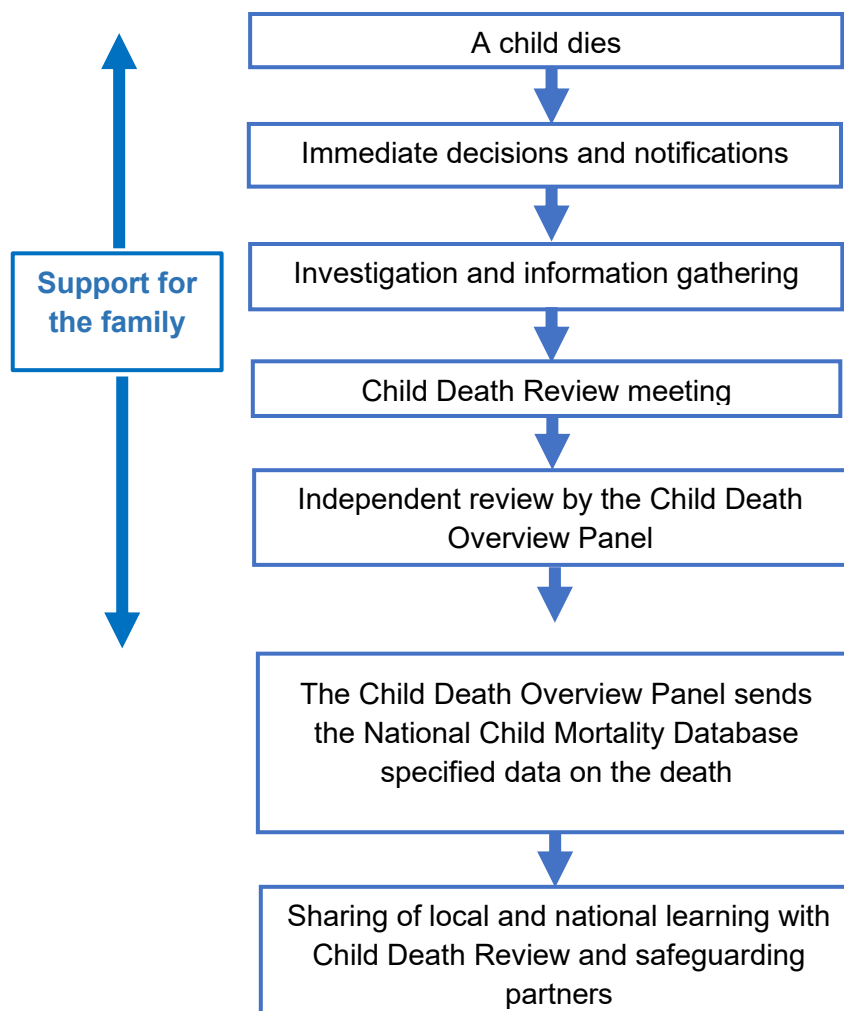 A child dies
Immediate decisions and notifications
Support for
the family
Investigation and information gathering
Child Death Review meeting
Independent review by the Child Death
Overview Panel
The Child Death Overview Panel sends
the National Child Mortality Database
specified data on the death
Sharing of local and national learning with
Child Death Review and safeguarding
partners